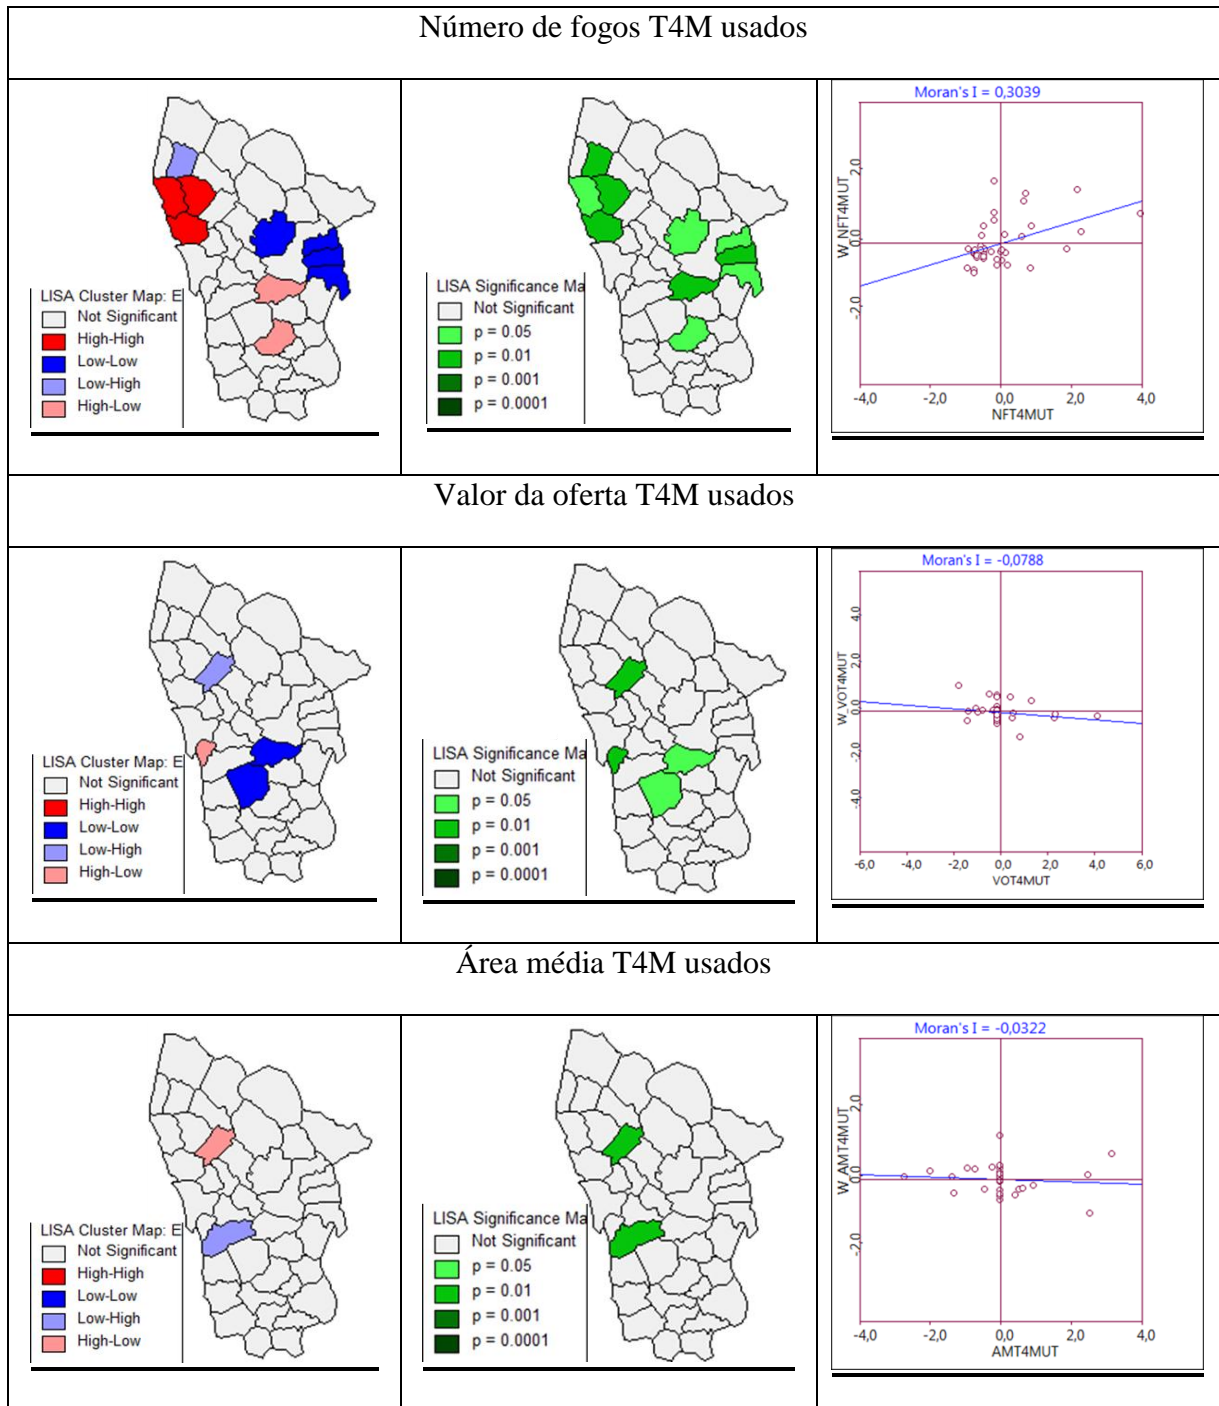 Número de fogos T4M usados
LISA Cluster Map: E
Not Significant
High-High
Low-Low
Low-High
High-Low
LISA Significance Ma
Not Significant
p = 0.05
p = 0.01
p = 0.001
p = 0.0001
Moran's I = 0,3039
W_NFT4MUT
2,0
0,0
-2,0
-4,0
-2,0
0,0
2,0
4,0
NFT4MUT
Valor da oferta T4M usados
LISA Cluster Map: E
Not Significant
High-High
Low-Low
Low-High
High-Low
LISA Significance Ma
Not Significant
p = 0.05
p = 0.01
p = 0.001
p = 0.0001
Moran's I = -0,0788
W_VOT4MUT
4,0
2,0
0,0
-2,0
-4,0
-6,0
-4,0
-2,0
0,0
2,0
4,0
6,0
VOT4MUT
Área média T4M usados
LISA Cluster Map: E
Not Significant
High-High
Low-Low
Low-High
High-Low
LISA Significance Ma
Not Significant
p = 0.05
p = 0.01
p = 0.001
p = 0.0001
Moran's I = -0,0322
W_AMT4MUT
2,0
0,0
-2,0
-4,0
-2,0
0,0
2,0
4,0
AMT4MUT